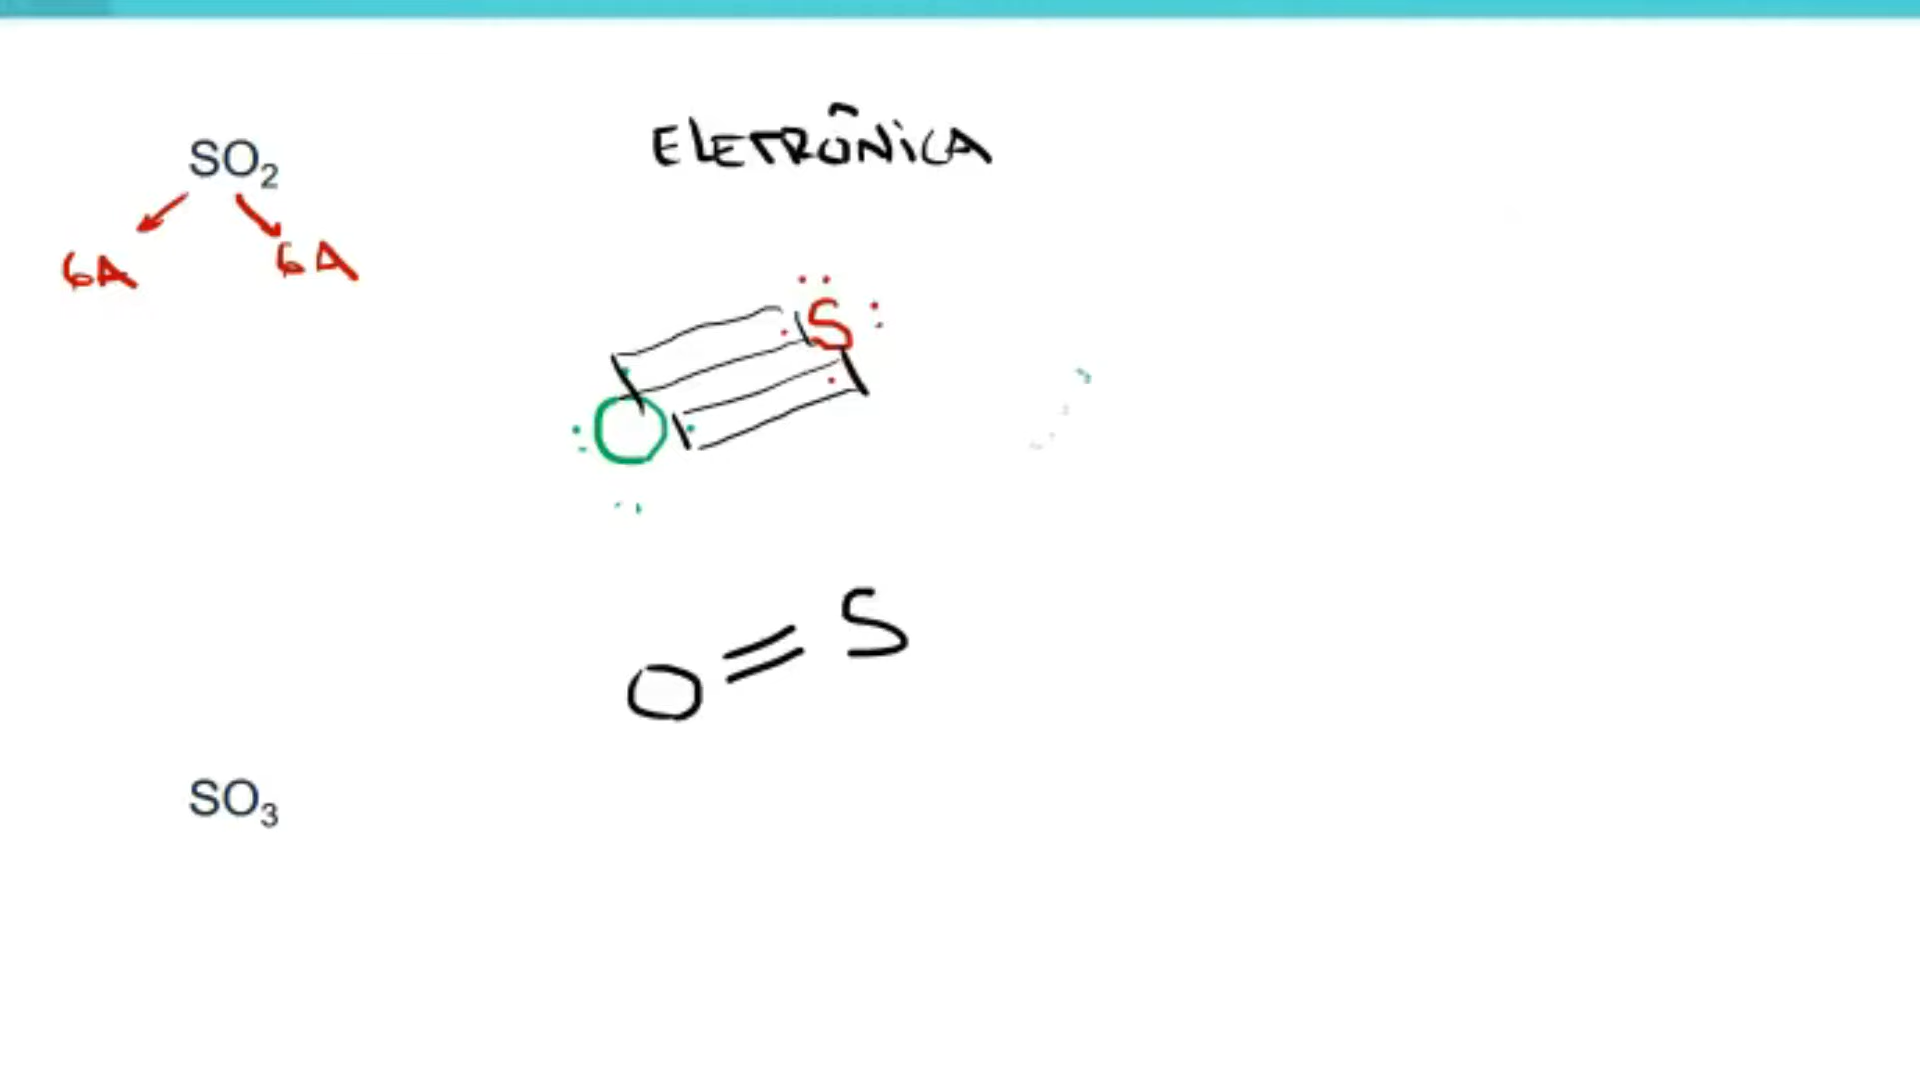 SO₂
ELETRÔNICA
6A 6A
S
O
O = S
SO₃